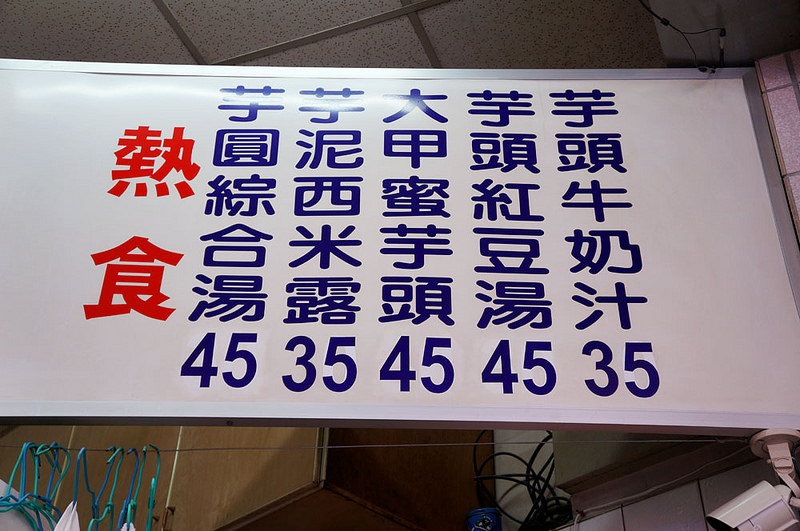 熱食
芋圓綜合湯 45
芋泥西米露 35
大甲蜜芋頭 45
芋頭紅豆湯 45
芋頭牛奶汁 35